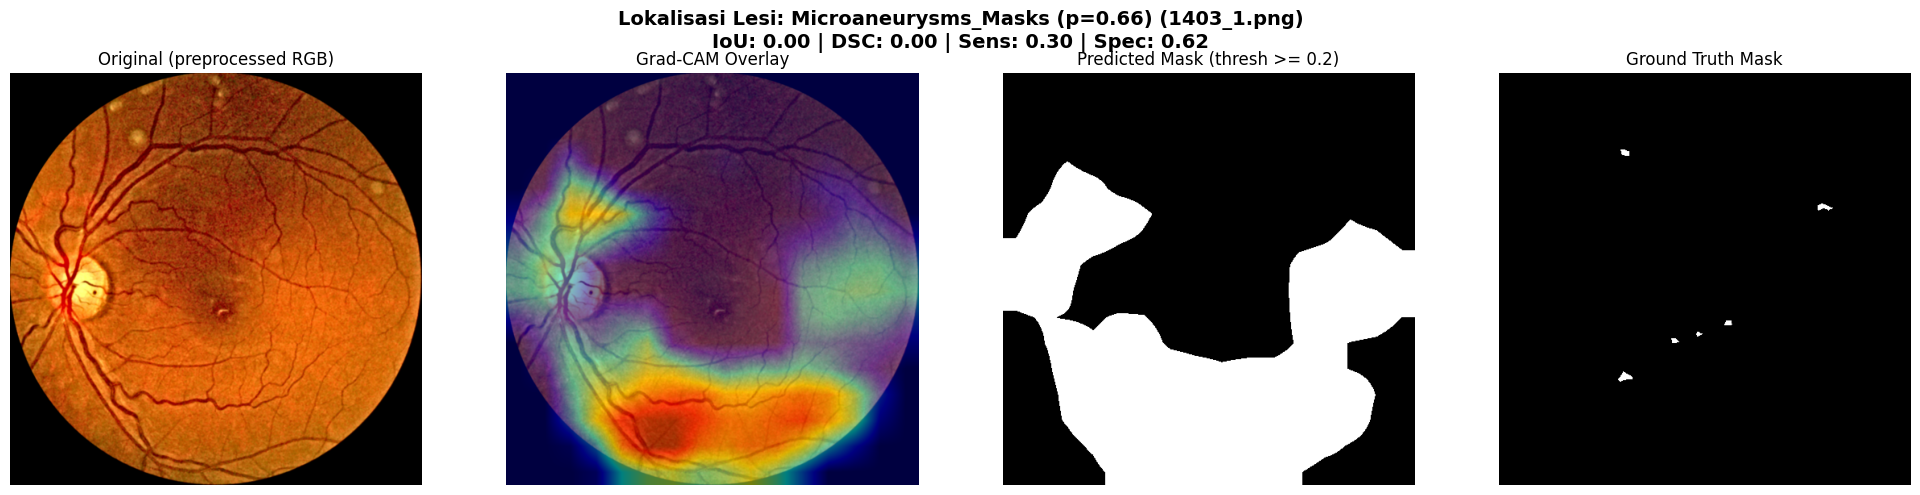 Lokalisasi Lesi: Microaneurysms_Masks (p=0.66) (1403_1.png)
IoU: 0.00 | DSC: 0.00 | Sens: 0.30 | Spec: 0.62
Original (preprocessed RGB)
Grad-CAM Overlay
Predicted Mask (thresh >= 0.2)
Ground Truth Mask